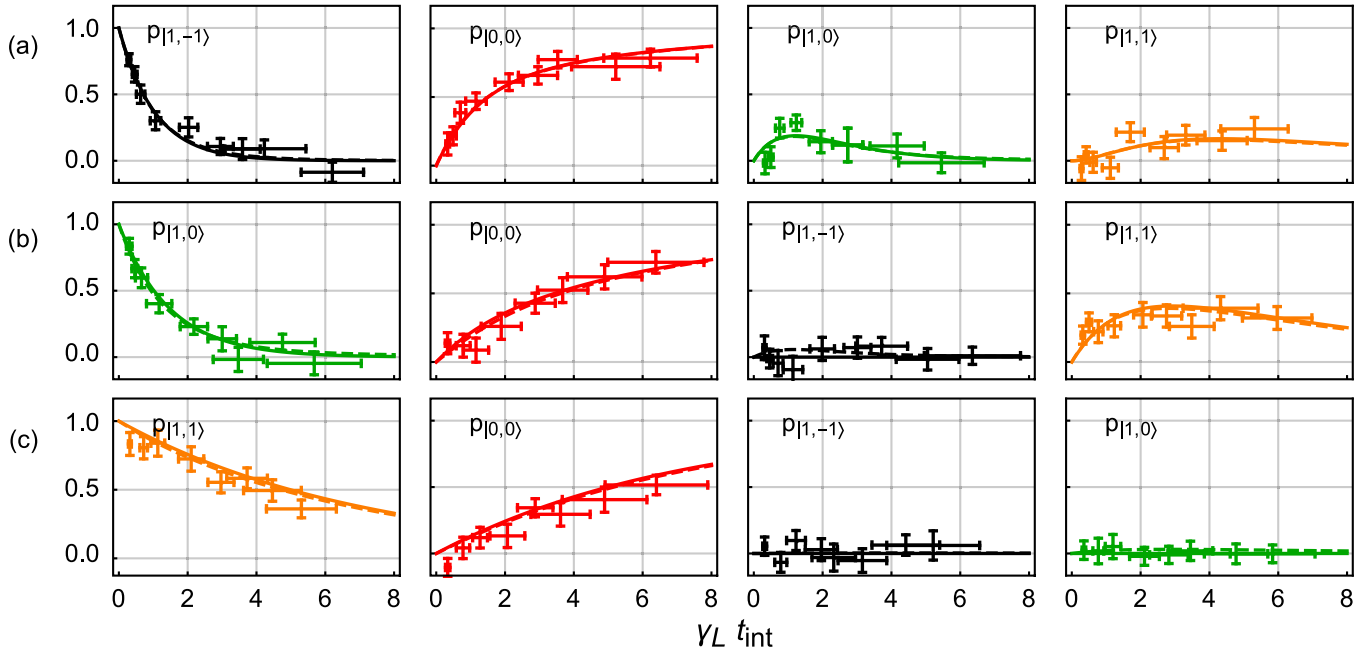 (a)
1.0
0.5
0.0
p|1,-1⟩
p|0,0⟩
p|1,0⟩
p|1,1⟩
(b)
1.0
0.5
0.0
p|1,0⟩
p|0,0⟩
p|1,-1⟩
p|1,1⟩
(c)
1.0
0.5
0.0
p|1,1⟩
p|0,0⟩
p|1,-1⟩
p|1,0⟩
0 2 4 6 8 0 2 4 6 8 0 2 4 6 8 0 2 4 6 8
γL tint